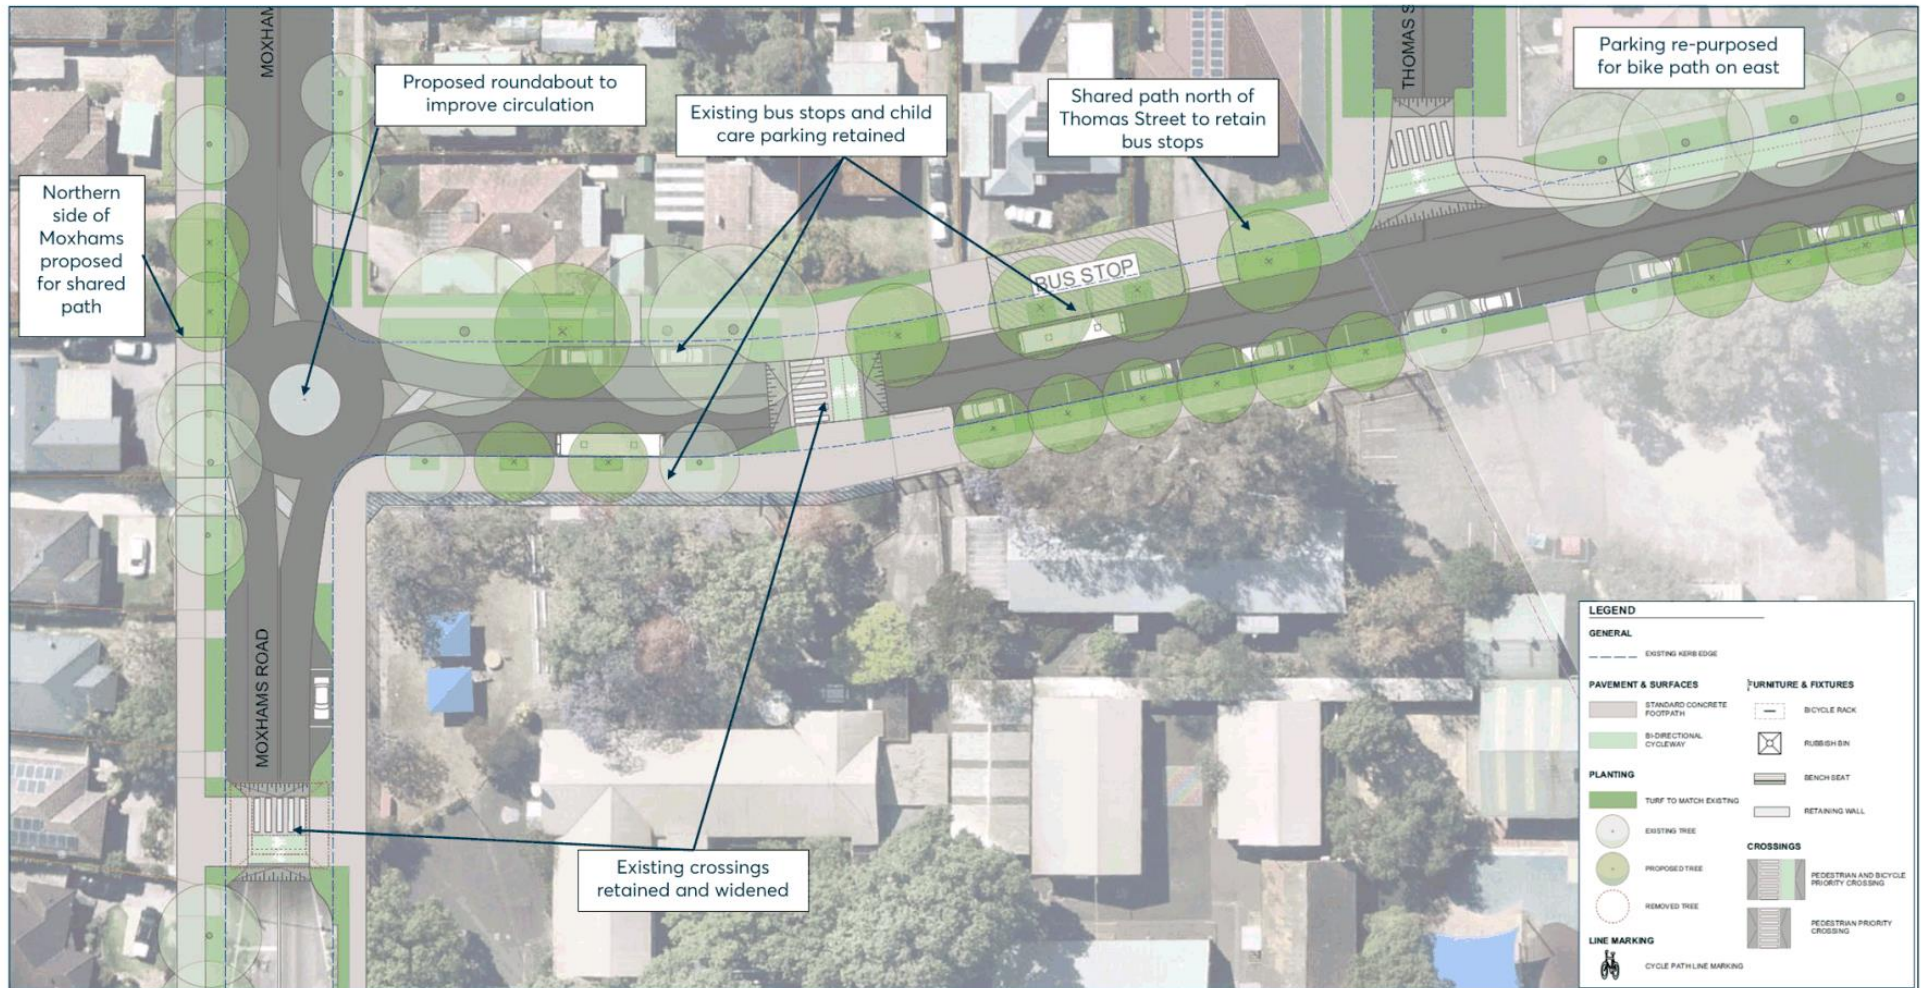 MOXHAM
THOMAS S
Parking re-purposed
for bike path on east
Proposed roundabout to
improve circulation
Existing bus stops and child
care parking retained
Shared path north of
Thomas Street to retain
bus stops
Northern
side of
Moxhams
proposed
for shared
path
BUS STOP
MOXHAMS ROAD
Existing crossings
retained and widened
LEGEND
GENERAL
EXISTING KERB EDGE
PAVEMENT & SURFACES
STANDARD CONCRETE
FOOTPATH
BI-DIRECTIONAL
CYCLEWAY
PLANTING
TURF TO MATCH EXISTING
EXISTING TREE
PROPOSED TREE
REMOVED TREE
LINE MARKING
CYCLE PATH LINE MARKING
FURNITURE & FIXTURES
BICYCLE RACK
RUBBISH BIN
BENCH SEAT
RETAINING WALL
CROSSINGS
PEDESTRIAN AND BICYCLE
PRIORITY CROSSING
PEDESTRIAN PRIORITY
CROSSING